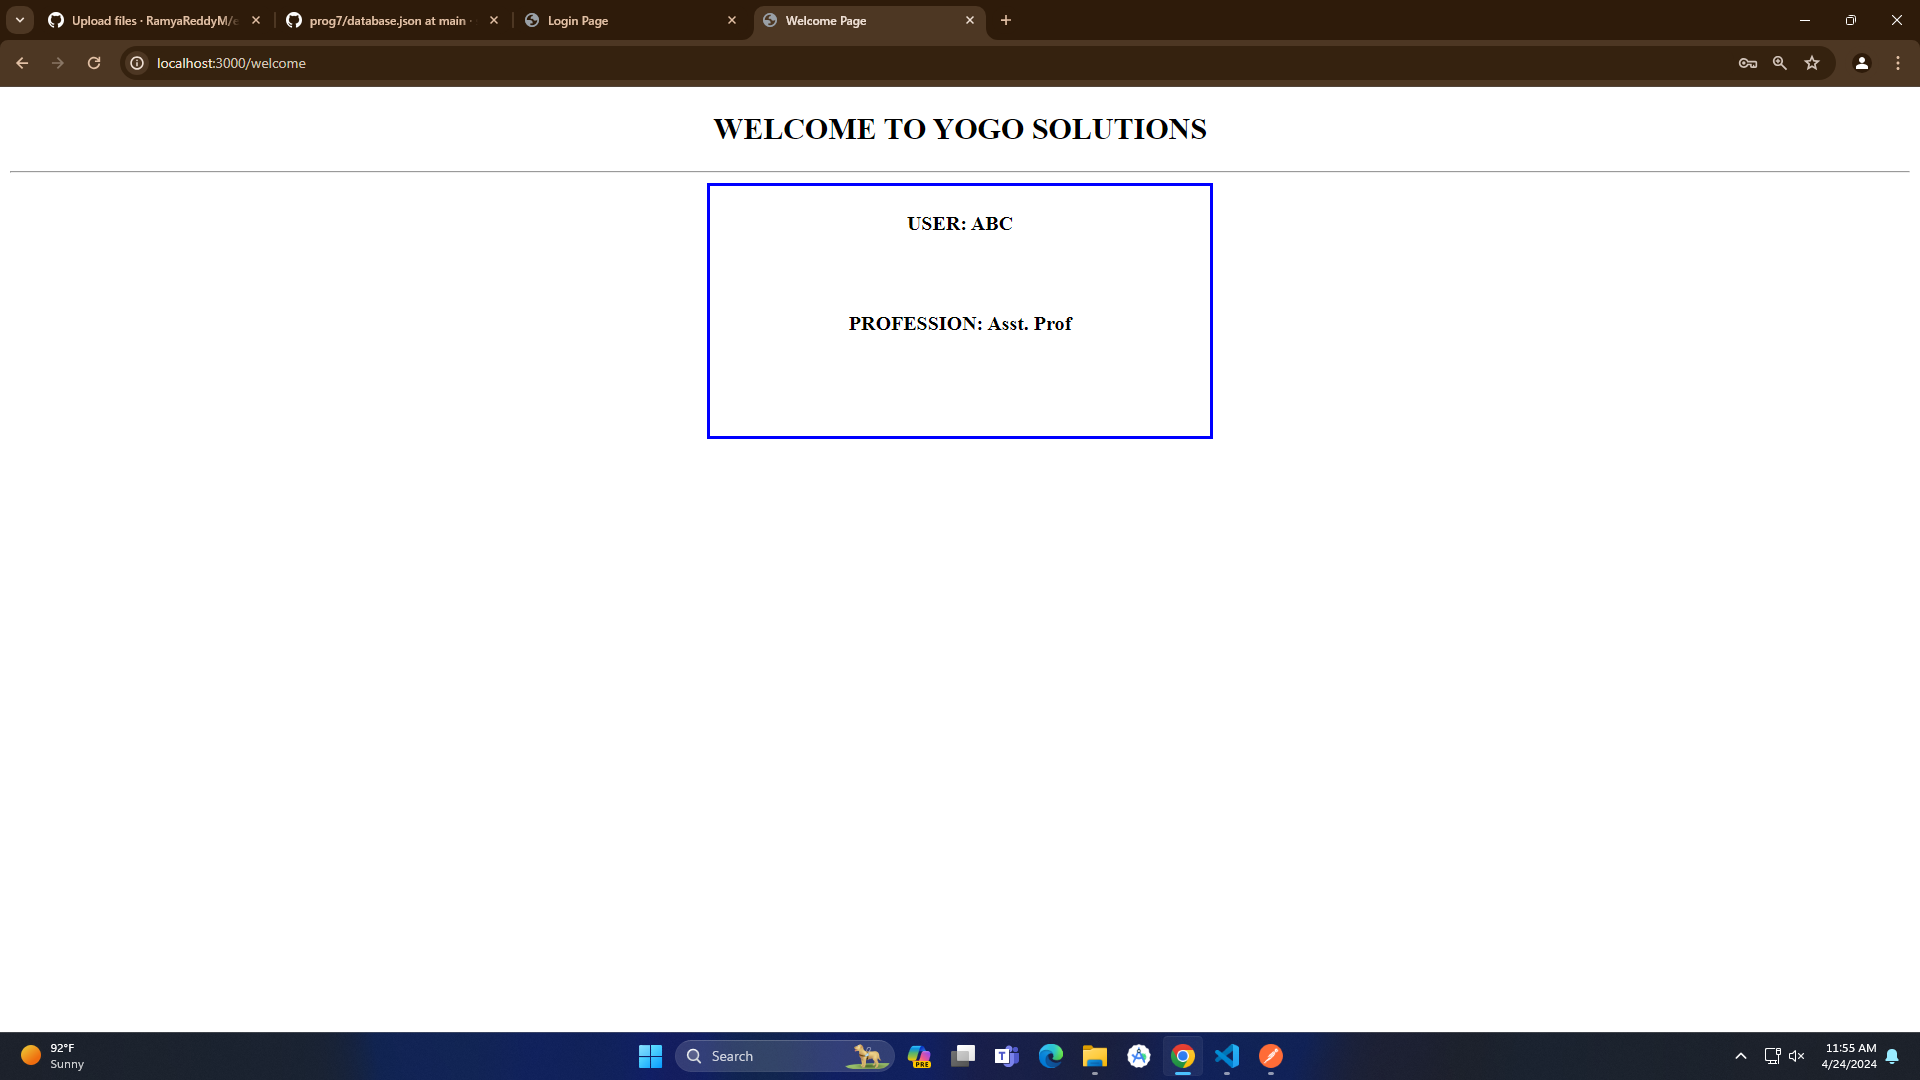 Upload files · RamyaReddyM/e
prog7/database.json at main ·
Login Page
Welcome Page
localhost:3000/welcome
WELCOME TO YOGO SOLUTIONS
USER: ABC
PROFESSION: Asst. Prof
92°F
Sunny
Search
PRE
T
11:55 AM
4/24/2024